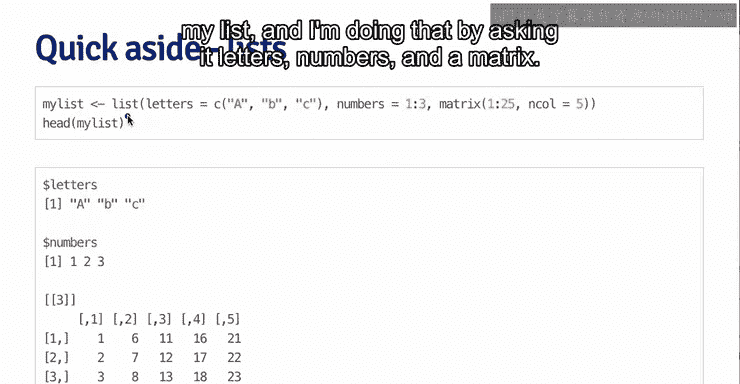 my list, and I'm doing that by asking
Quick aside - lists
it letters, numbers, and a matrix.
mylist <- list(letters = c("A", "b", "c"), numbers = 1:3, matrix(1:25, ncol = 5))
head(mylist)
$letters
[1] "A" "b" "c"
$numbers
[1] 1 2 3
[[3]]
[,1] [,2] [,3] [,4] [,5]
[1,] 1 6 11 16 21
[2,] 2 7 12 17 22
[3,] 3 8 13 18 23